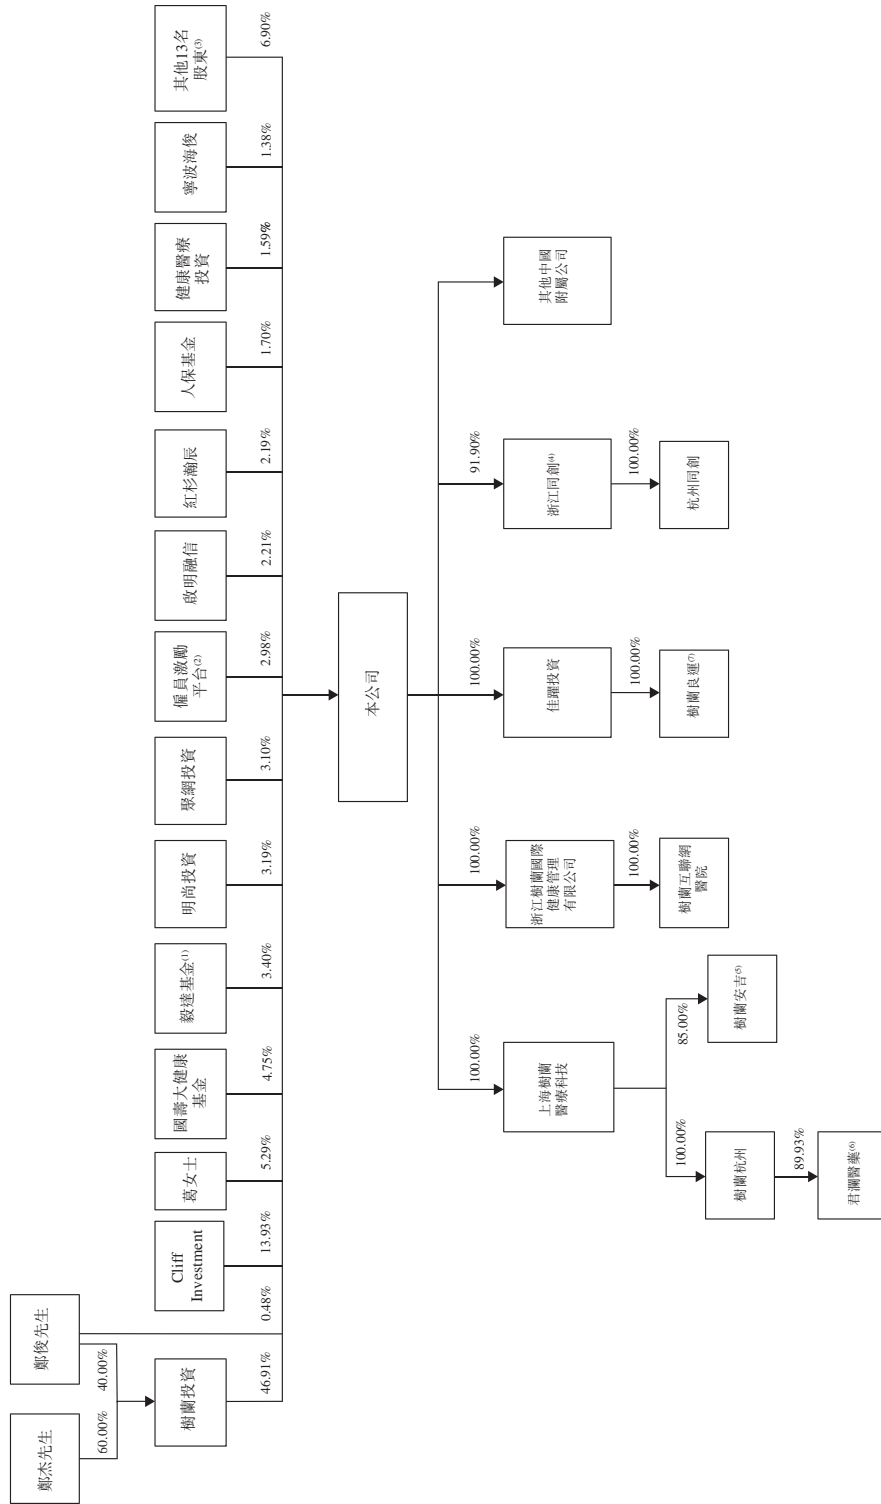 鄭杰先生
鄭俊先生
60.00%
40.00%
樹蘭投資
Cliff
Investment
葛女士
國壽大健康
基金
毅達基金(1)
明尚投資
聚網投資
僱員激勵
平台(2)
啟明融信
紅杉瀚辰
人保基金
健康醫療
投資
寧波海俊
其他13名
股東(3)
46.91%
0.48%
13.93%
5.29%
4.75%
3.40%
3.19%
3.10%
2.98%
2.21%
2.19%
1.70%
1.59%
1.38%
6.90%
本公司
100.00%
100.00%
100.00%
91.90%
上海樹蘭
醫療科技
浙江樹蘭國際
健康管理
有限公司
佳躍投資
浙江同創(4)
其他中國
附屬公司
100.00%
85.00%
100.00%
100.00%
100.00%
樹蘭杭州
樹蘭安吉(5)
樹蘭互聯網
醫院
樹蘭良運(7)
杭州同創
89.93%
君瀾醫藥(6)